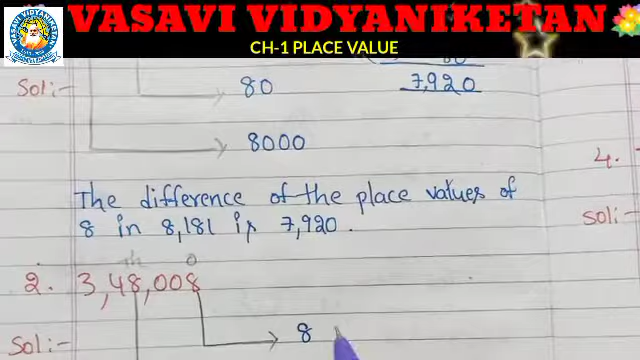 VASAVI VIDYANIKETAN
CH-1 PLACE VALUE
Sol:- 80 7,920
8000
The difference of the place values of
8 in 8,181 is 7,920.
4.
Sol:-
Th O
2. 3,48,008
8
Sol:-